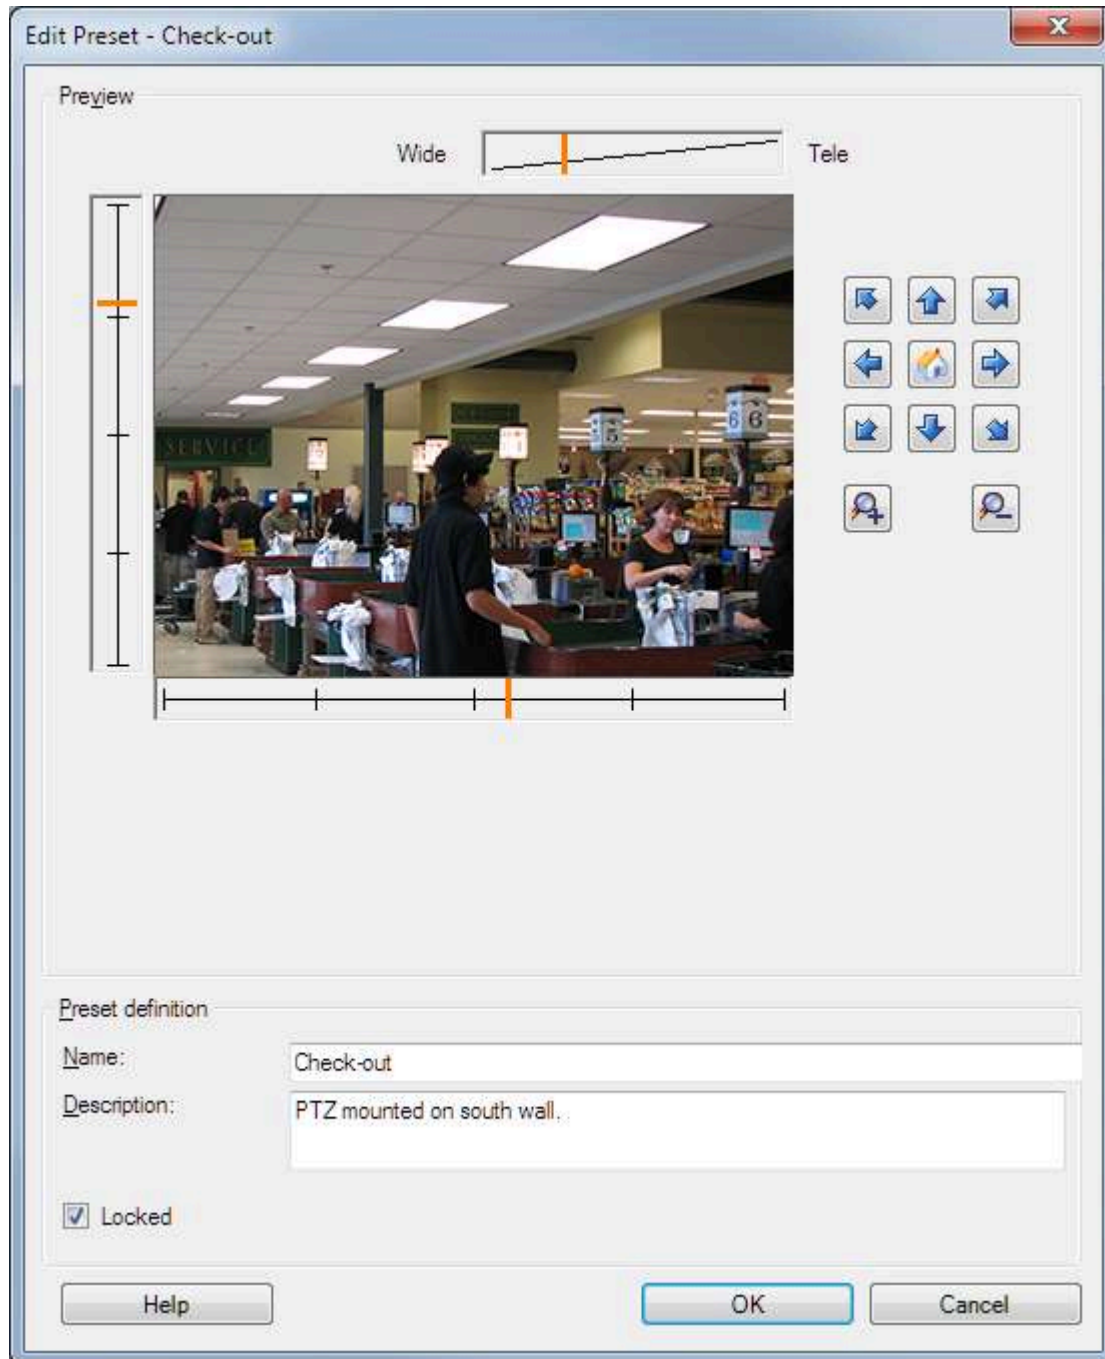 Edit Preset - Check-out
Preview
Wide
Tele
SERVICE
5
6 6
Preset definition
Name:
Check-out
Description:
PTZ mounted on south wall.
Locked
Help
OK
Cancel